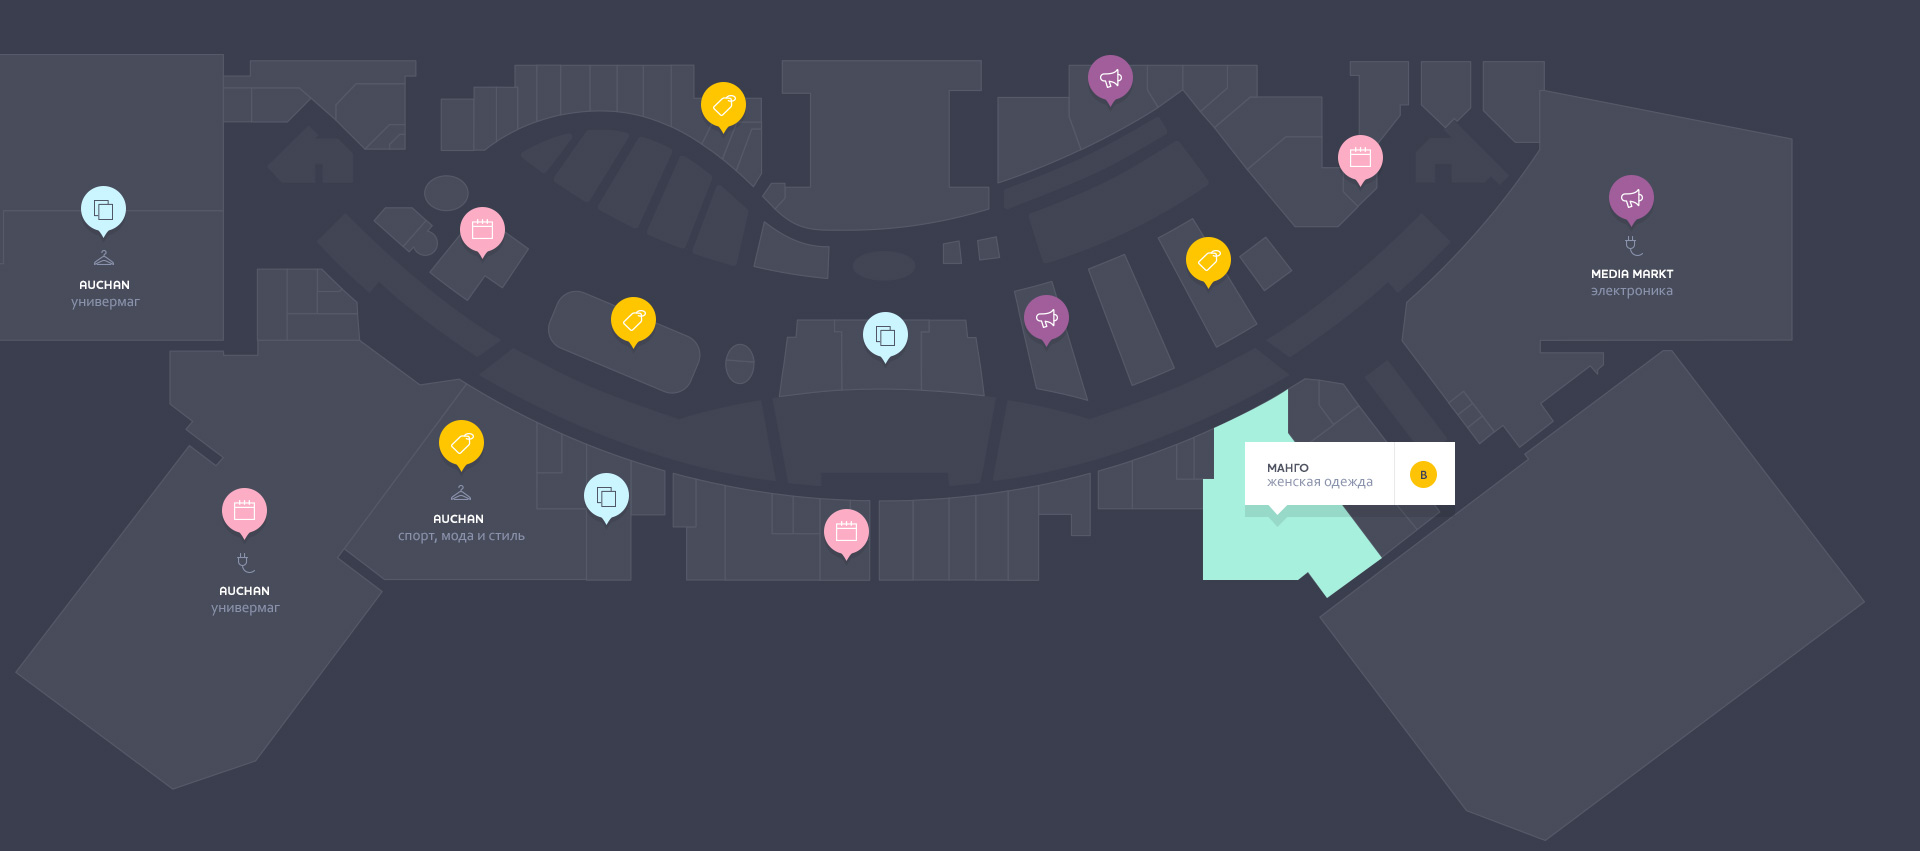 AUCHAN
универмаг
MEDIA MARKT
электроника
МАНГО
женская одежда
B
AUCHAN
спорт, мода и стиль
AUCHAN
универмаг